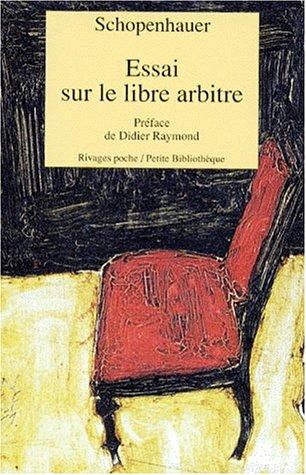 Schopenhauer
Essai
sur le libre arbitre
Préface
de Didier Raymond
Rivages poche / Petite Bibliothèque